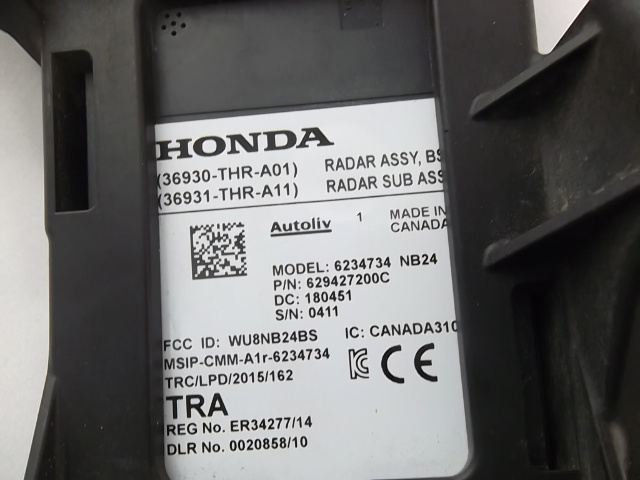 HONDA
(36930-THR-A01) RADAR ASSY, BS
(36931-THR-A11) RADAR SUB ASS
Autoliv 1 MADE IN
CANADA
MODEL: 6234734 NB24
P/N: 629427200C
DC: 180451
S/N: 0411
FCC ID: WU8NB24BS IC: CANADA310
MSIP-CMM-A1r-6234734
TRC/LPD/2015/162
CE
TRA
REG No. ER34277/14
DLR No. 0020858/10